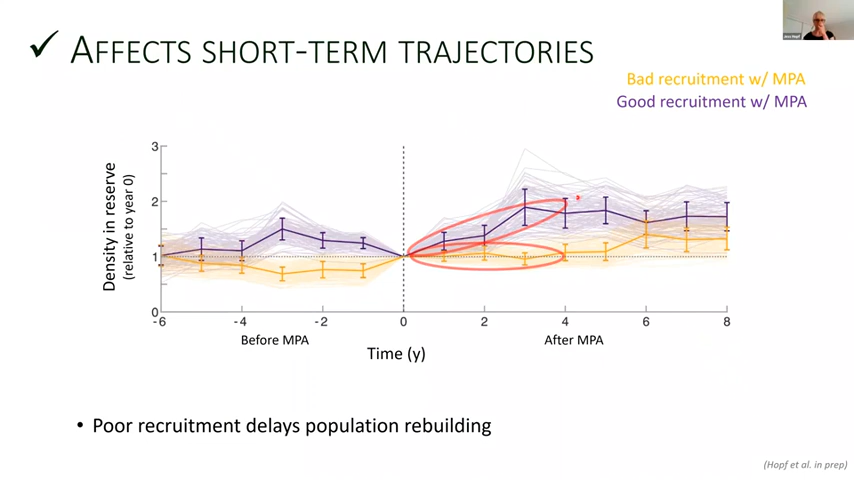 ✓ AFFECTS SHORT-TERM TRAJECTORIES
Bad recruitment w/ MPA
Good recruitment w/ MPA
Density in reserve
(relative to year 0)
3
2
1
0
-6
-4
-2
0
2
4
6
8
Before MPA
After MPA
Time (y)
• Poor recruitment delays population rebuilding
(Hopf et al. in prep)